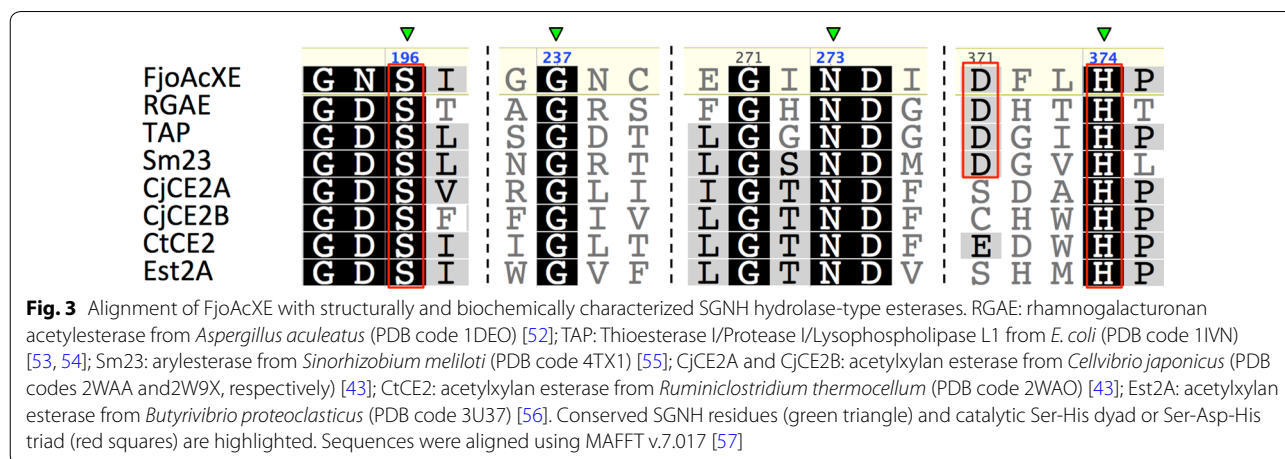 196 237 271 273 371 374
FjoAcXE G N S I G G N C E G I N D I D F L H P
RGAE G D S T A G R S F G H N D G D H T H T
TAP G D S L S G D T L G G N D G D G I H P
Sm23 G D S L N G R T L G S N D M D G V H L
CjCE2A G D S V R G L I I G T N D F S D A H P
CjCE2B G D S F F G I V L G T N D F C H W H P
CtCE2 G D S I I G L T L G T N D F E D W H P
Est2A G D S I W G V F L G T N D V S H M H P
Fig. 3 Alignment of FjoAcXE with structurally and biochemically characterized SGNH hydrolase-type esterases. RGAE: rhamnogalacturonan
acetylesterase from Aspergillus aculeatus (PDB code 1DEO) [52]; TAP: Thioesterase I/Protease I/Lysophospholipase L1 from E. coli (PDB code 1IVN)
[53, 54]; Sm23: arylesterase from Sinorhizobium meliloti (PDB code 4TX1) [55]; CjCE2A and CjCE2B: acetylxylan esterase from Cellvibrio japonicus (PDB
codes 2WAA and2W9X, respectively) [43]; CtCE2: acetylxylan esterase from Ruminiclostridium thermocellum (PDB code 2WAO) [43]; Est2A: acetylxylan
esterase from Butyrivibrio proteoclasticus (PDB code 3U37) [56]. Conserved SGNH residues (green triangle) and catalytic Ser-His dyad or Ser-Asp-His
triad (red squares) are highlighted. Sequences were aligned using MAFFT v.7.017 [57]